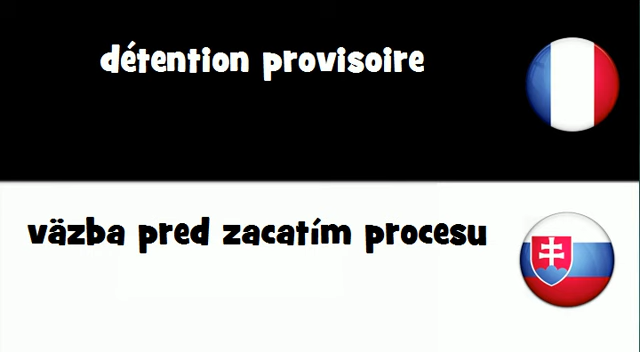 détention provisoire
väzba pred zacatím procesu